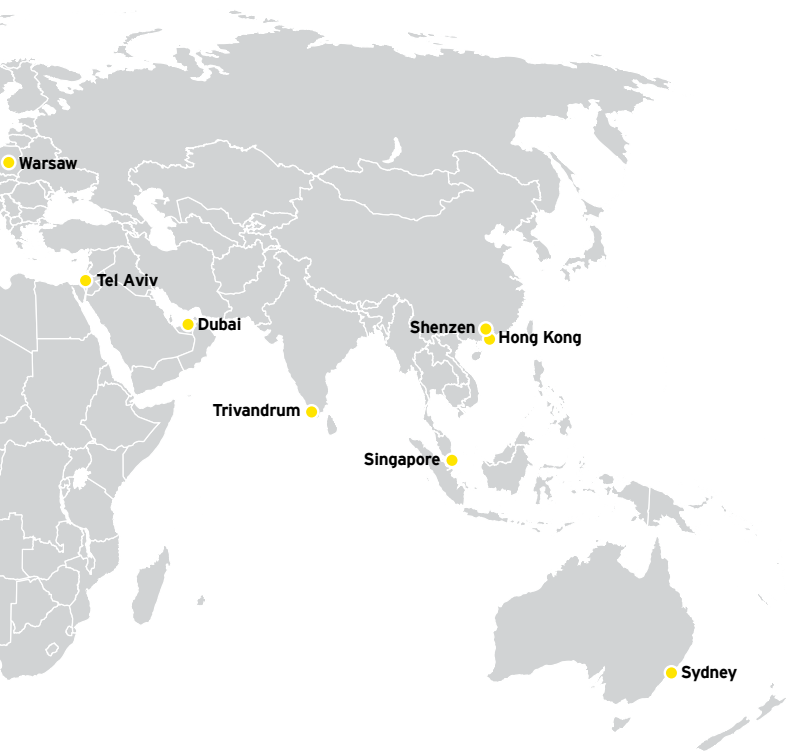 Warsaw
Tel Aviv
Dubai
Shenzen
Hong Kong
Trivandrum
Singapore
Sydney